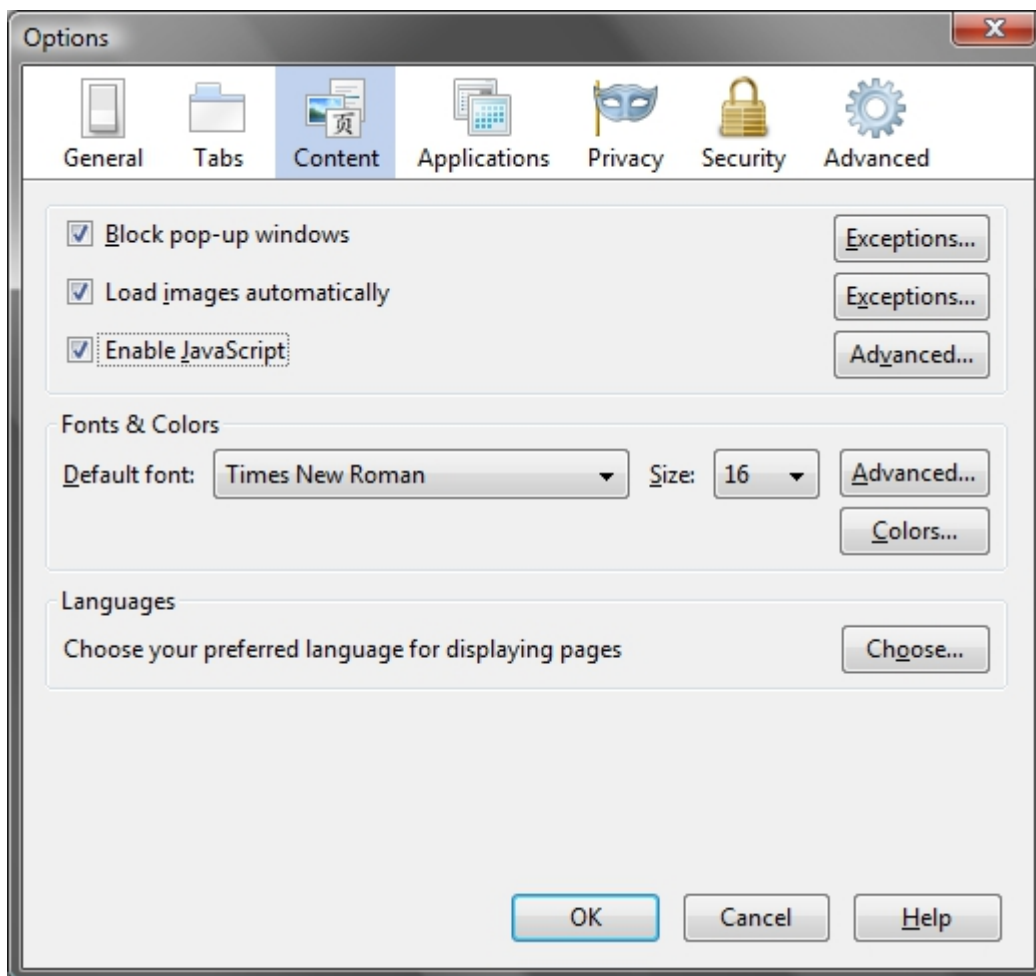 Options
页
General Tabs Content Applications Privacy Security Advanced
Block pop-up windows Exceptions...
Load images automatically Exceptions...
Enable JavaScript Advanced...
Fonts & Colors
Default font: Times New Roman Size: 16 Advanced...
Colors...
Languages
Choose your preferred language for displaying pages Choose...
OK Cancel Help